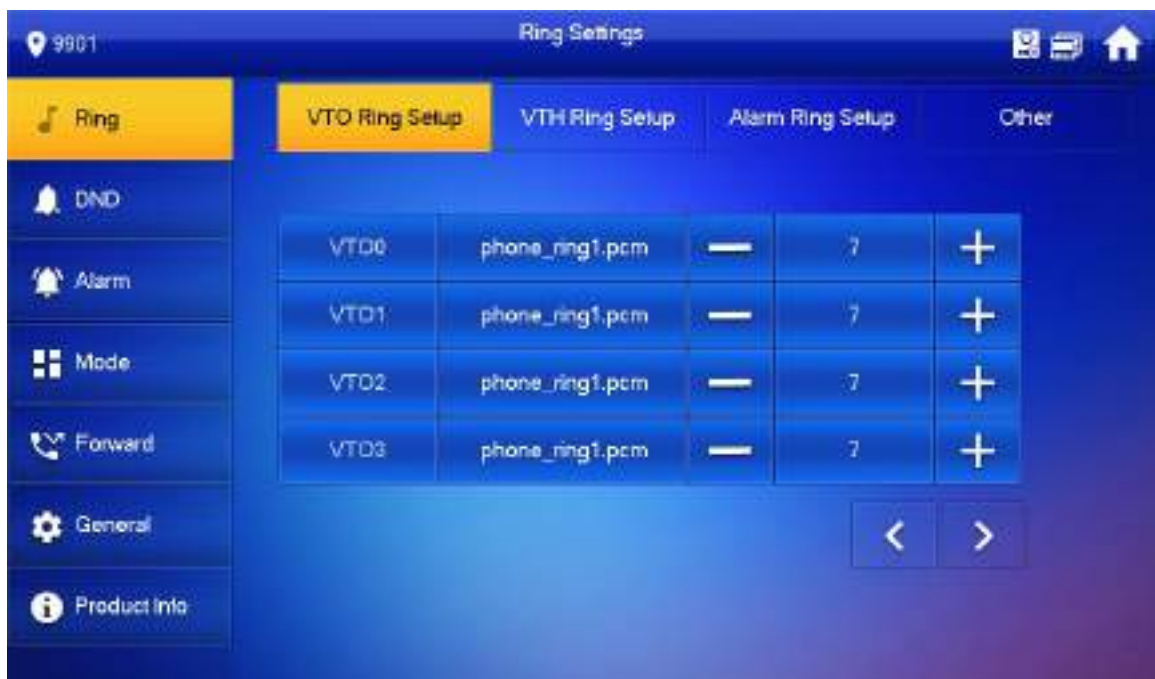 9901
Ring Settings
Ring
VTO Ring Setup
VTH Ring Setup
Alarm Ring Setup
Other
DND
VTO0 phone_ring1.pcm 7
Alarm
VTO1 phone_ring1.pcm 7
Mode
VTO2 phone_ring1.pcm 7
Forward
VTO3 phone_ring1.pcm 7
General
Product Info